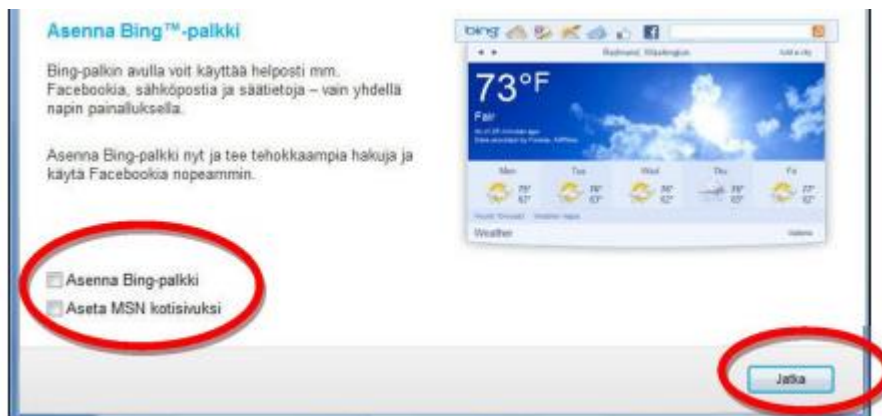 Asenna Bing™-palkki
Bing-palkin avulla voit käyttää helposti mm.
Facebookia, sähköpostia ja säätietoja – vain yhdellä
napin painalluksella.
Asenna Bing-palkki nyt ja tee tehokkaampia hakuja ja
käytä Facebookia nopeammin.
bing
Redmond, Washington
73°F
Fair
Mon Tue Wed Thu Fri
Weather
Asenna Bing-palkki
Aseta MSN kotisivuksi
Jatka